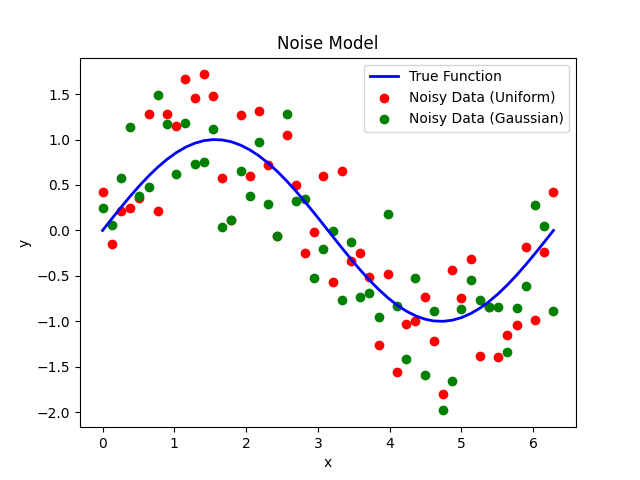 Noise Model
True Function
Noisy Data (Uniform)
Noisy Data (Gaussian)
y
1.5
1.0
0.5
0.0
−0.5
−1.0
−1.5
−2.0
0 1 2 3 4 5 6
x